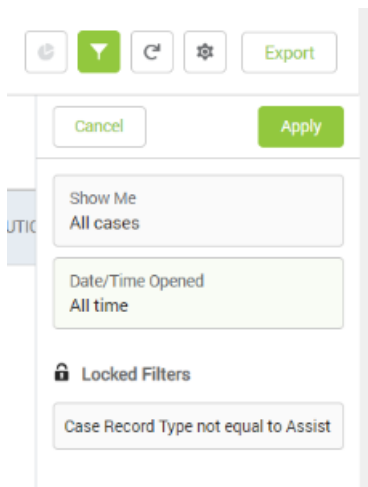 Export
Cancel
Apply
Show Me
All cases
Date/Time Opened
All time
Locked Filters
Case Record Type not equal to Assist